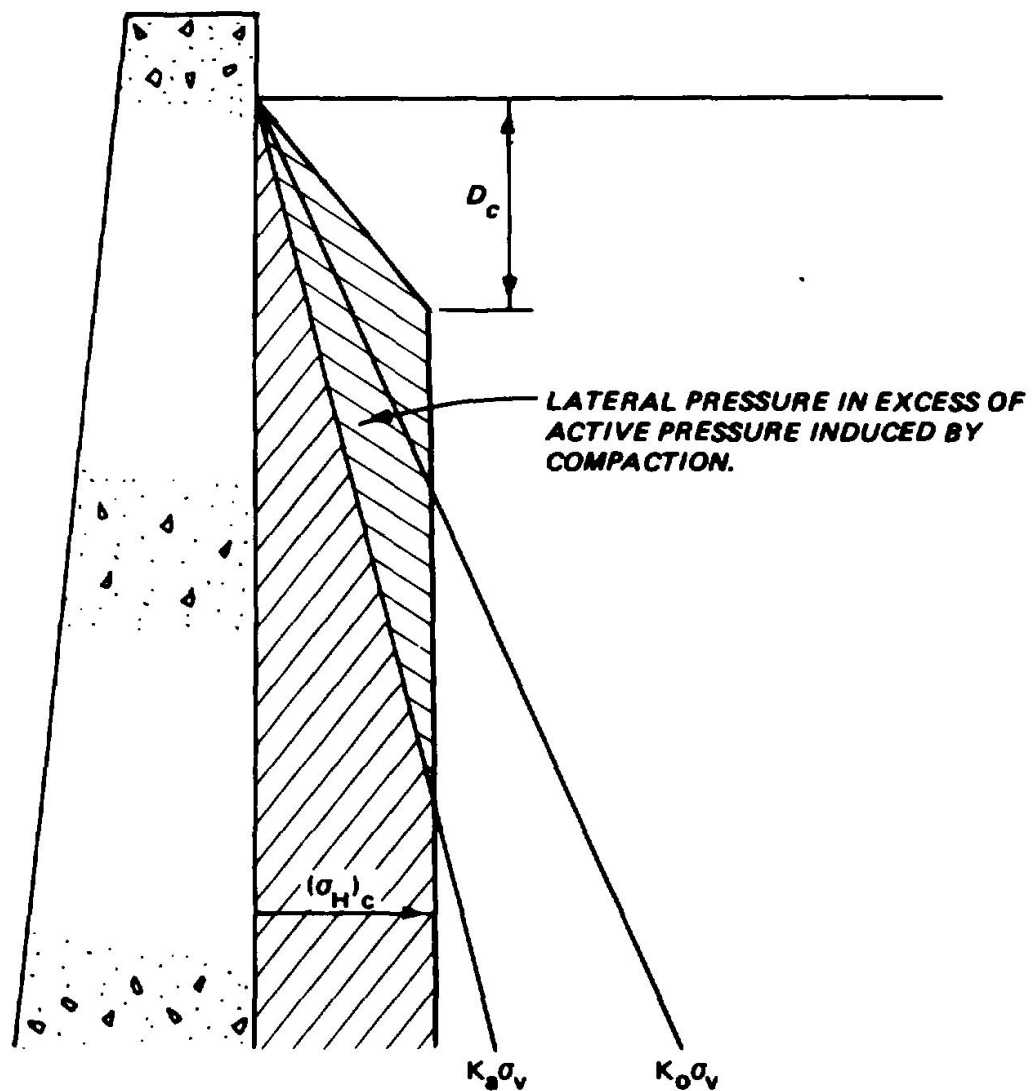 D_c
LATERAL PRESSURE IN EXCESS OF
ACTIVE PRESSURE INDUCED BY
COMPACTION.
(σ_H)_c
K_aσ_v K_oσ_v